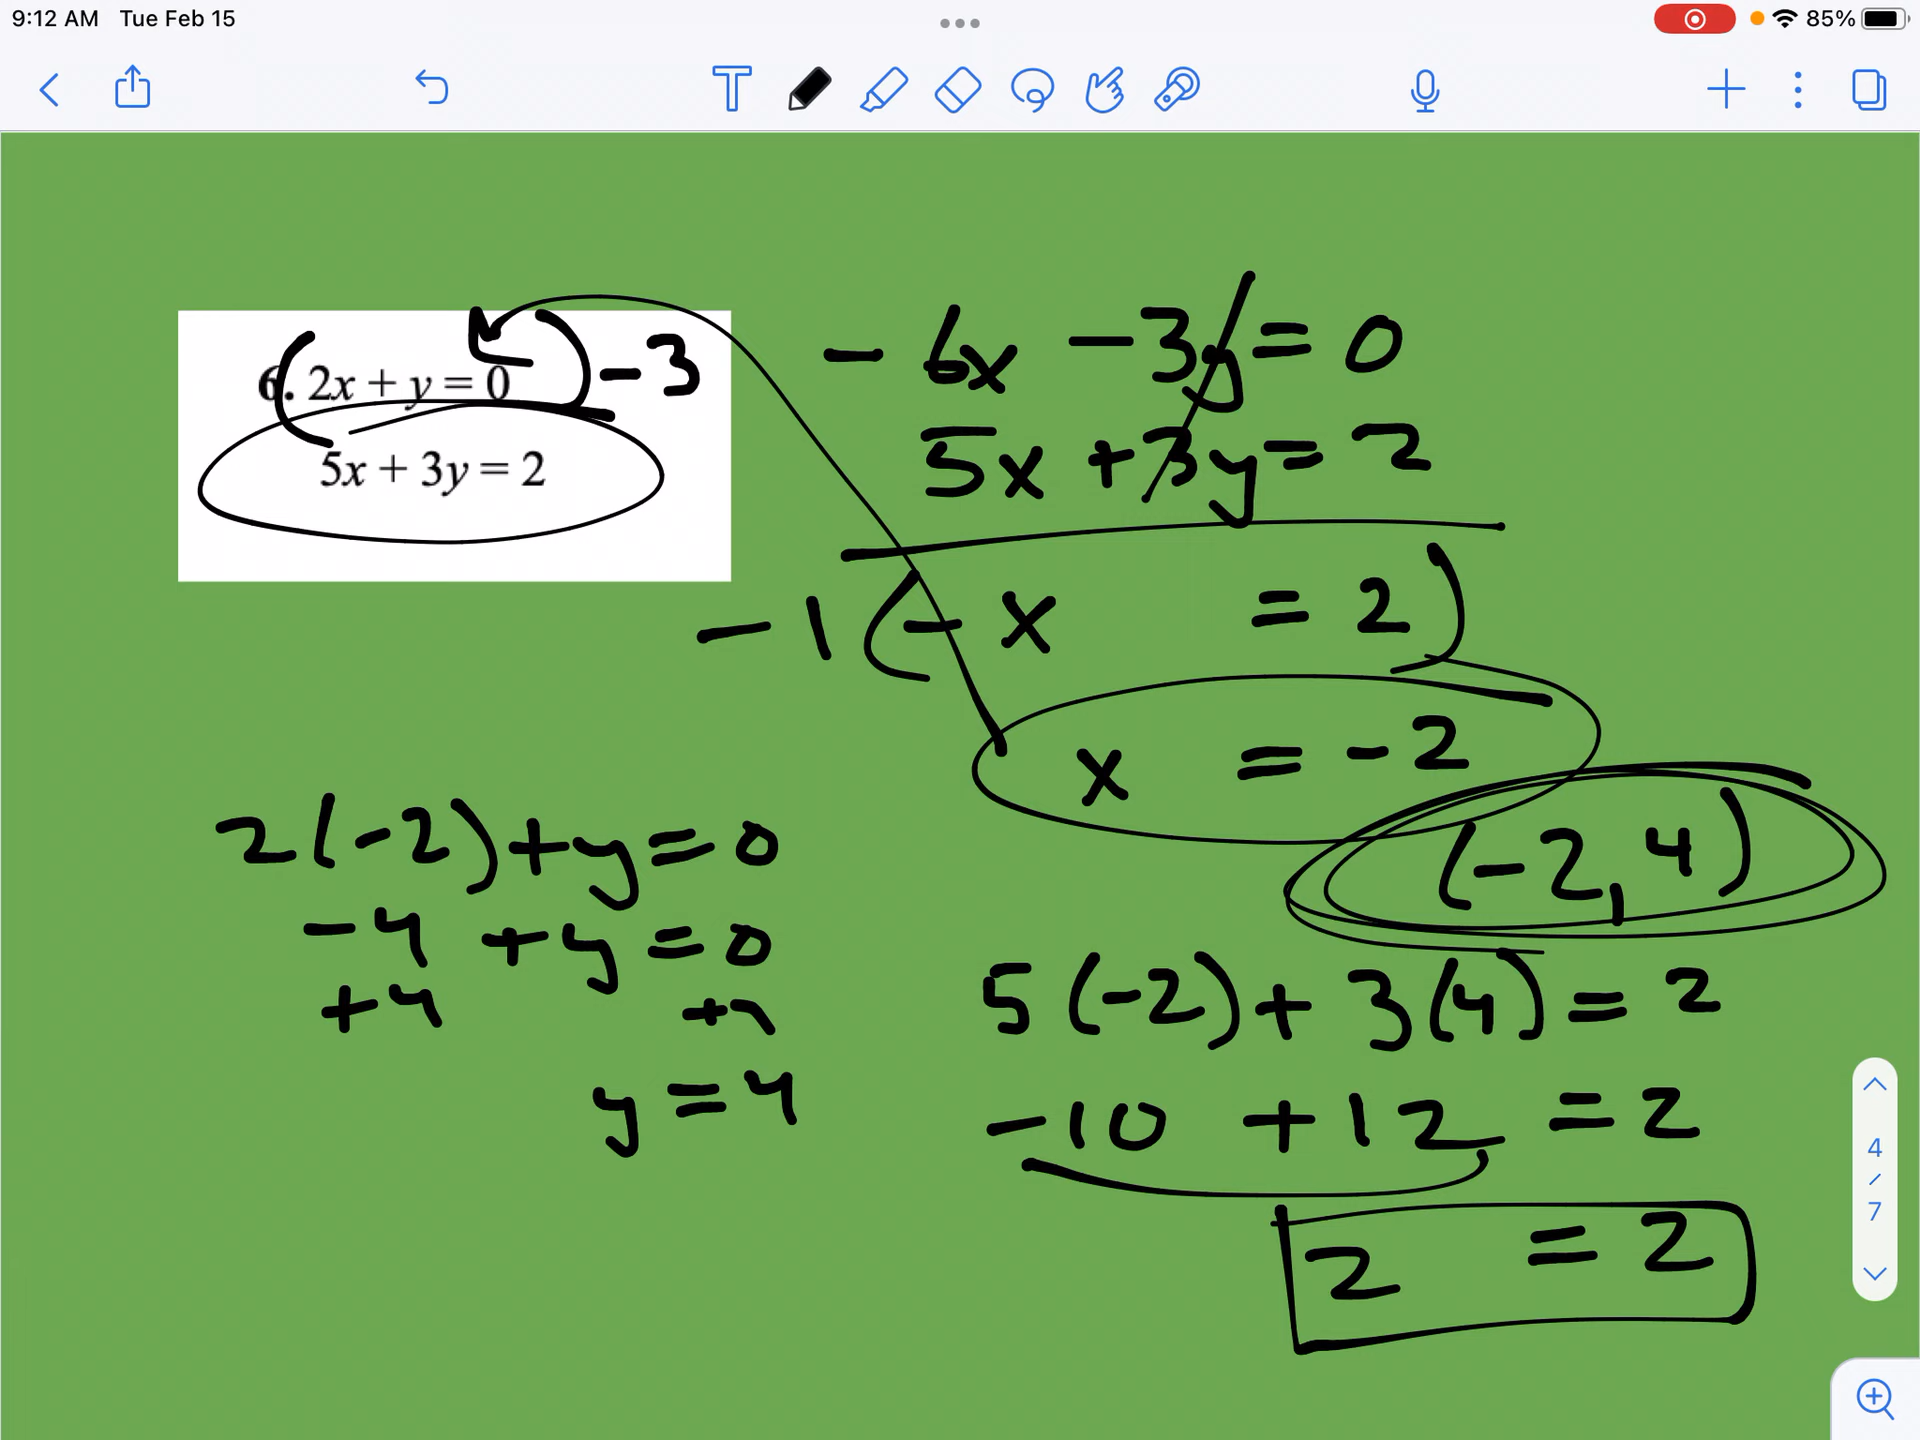 9:12 AM Tue Feb 15
85%
T
6. 2x + y = 0 ) -3
5x + 3y = 2
-6x -3y = 0
5x +3y = 2
-1(-x = 2)
x = -2
(-2, 4)
2(-2)+y=0
-4 +y=0
+4
y=4
5(-2)+3(4)=2
-10 +12 =2
2 =2
4
/
7